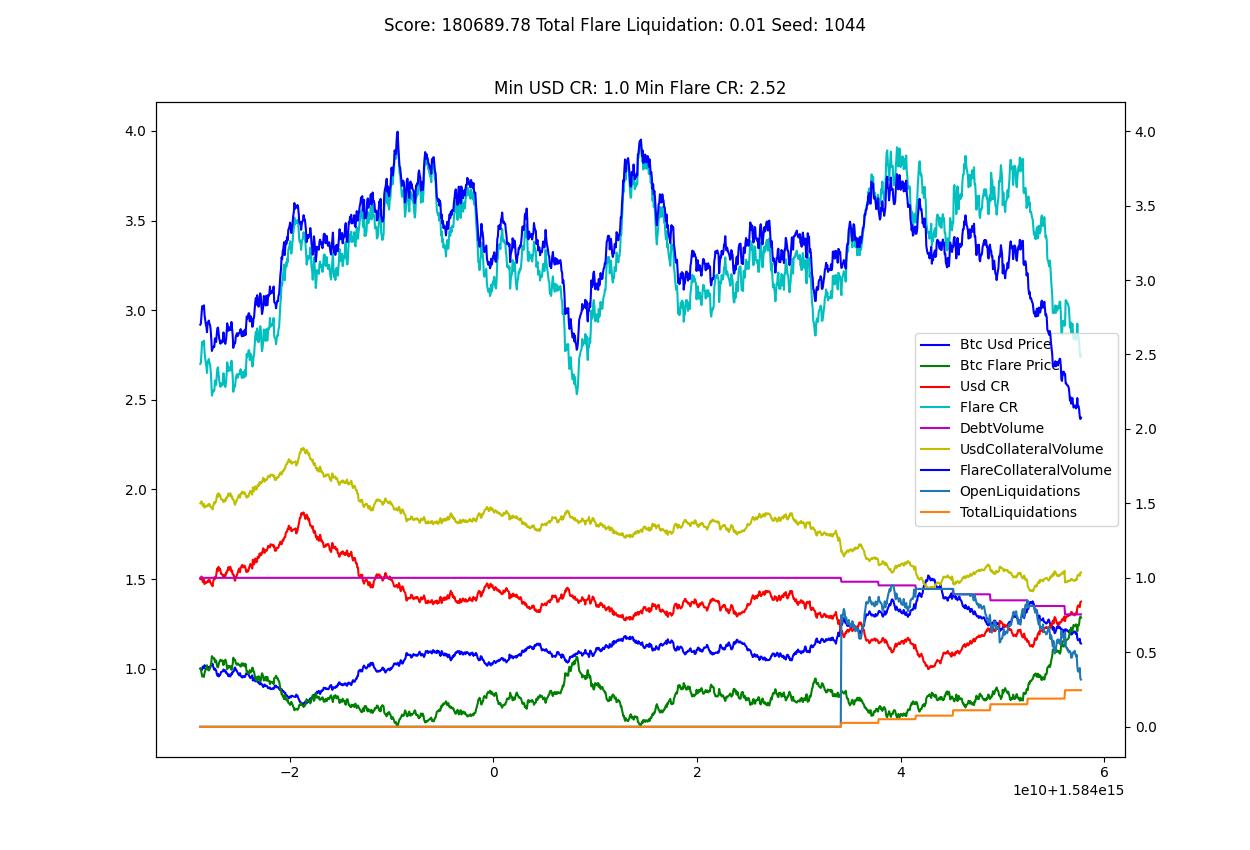 Score: 180689.78 Total Flare Liquidation: 0.01 Seed: 1044
Min USD CR: 1.0 Min Flare CR: 2.52
4.0
3.5
3.0
2.5
2.0
1.5
1.0
4.0
3.5
3.0
2.5
2.0
1.5
1.0
0.5
0.0
Btc Usd Price
Btc Flare Price
Usd CR
Flare CR
DebtVolume
UsdCollateralVolume
FlareCollateralVolume
OpenLiquidations
TotalLiquidations
−2
0
2
4
6
1e10+1.584e15